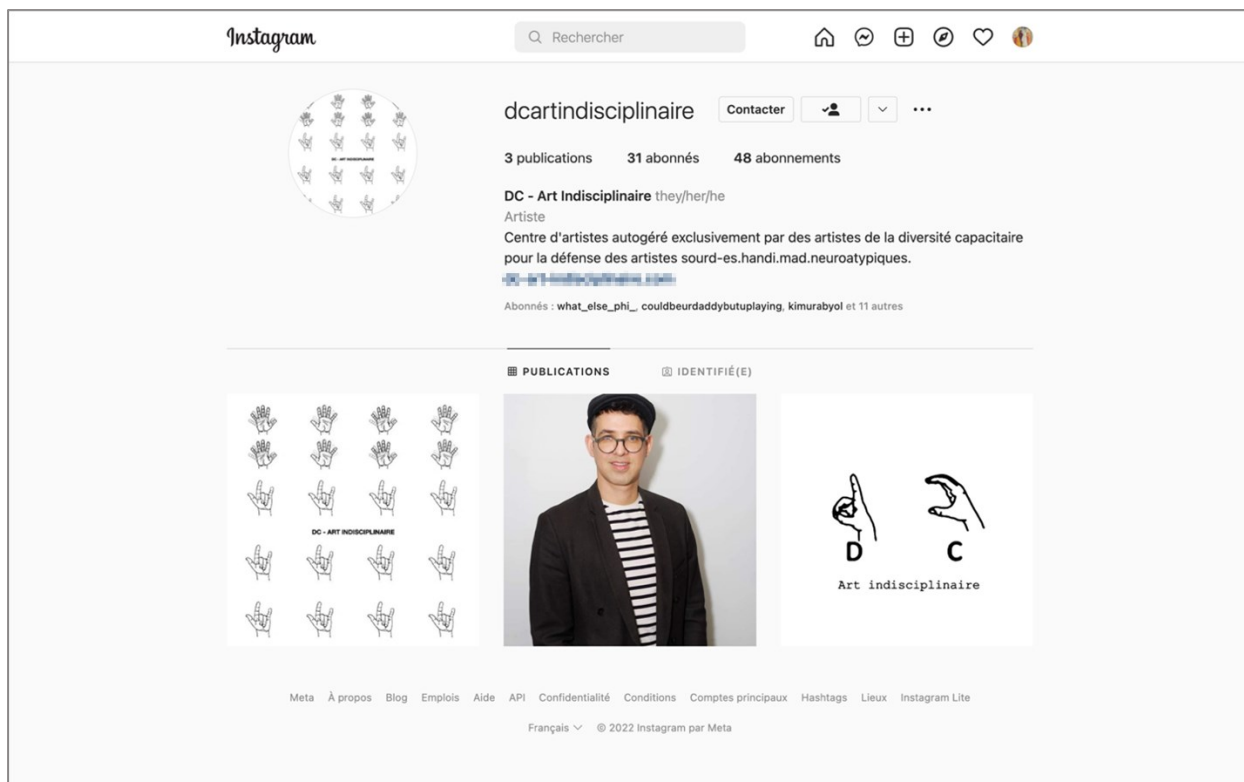 Instagram
Rechercher
dcartindisciplinaire Contacter
3 publications 31 abonnés 48 abonnements
DC - Art Indisciplinaire they/her/he
Artiste
Centre d'artistes autogéré exclusivement par des artistes de la diversité capacitaire
pour la défense des artistes sourd-es.handi.mad.neuroatypiques.
Abonnés : what_else_phi_, couldbeurdaddybutuplaying, kimurabyol et 11 autres
DC - ART INDISCIPLINAIRE
PUBLICATIONS IDENTIFIÉ(E)
DC - ART INDISCIPLINAIRE
D C
Art indisciplinaire
Meta À propos Blog Emplois Aide API Confidentialité Conditions Comptes principaux Hashtags Lieux Instagram Lite
Français © 2022 Instagram par Meta